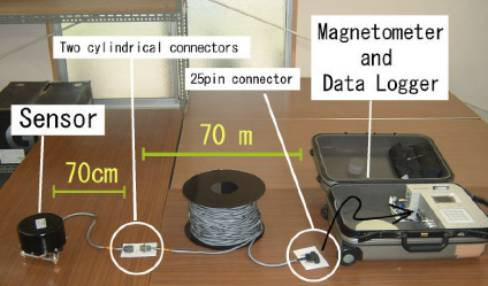 Two cylindrical connectors
25pin connector
Magnetometer
and
Data Logger
Sensor
70cm
70 m